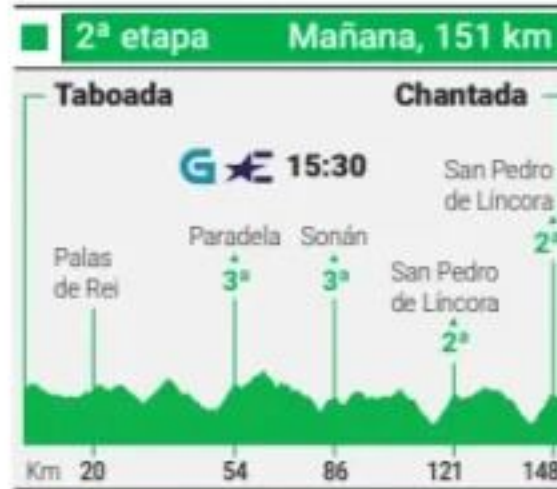 2ª etapa Mañana, 151 km
Taboada Chantada
G E 15:30
San Pedro
de Líncora
2ª
Paradela Sonán
3ª 3ª
Palas
de Rei
San Pedro
de Líncora
2ª
Km 20 54 86 121 148